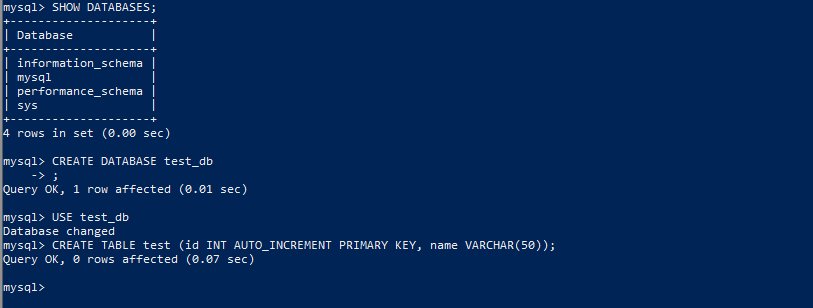 mysql> SHOW DATABASES;
+--------------------+
| Database           |
+--------------------+
| information_schema |
| mysql              |
| performance_schema |
| sys                |
+--------------------+
4 rows in set (0.00 sec)

mysql> CREATE DATABASE test_db
    -> ;
Query OK, 1 row affected (0.01 sec)

mysql> USE test_db
Database changed
mysql> CREATE TABLE test (id INT AUTO_INCREMENT PRIMARY KEY, name VARCHAR(50));
Query OK, 0 rows affected (0.07 sec)

mysql>